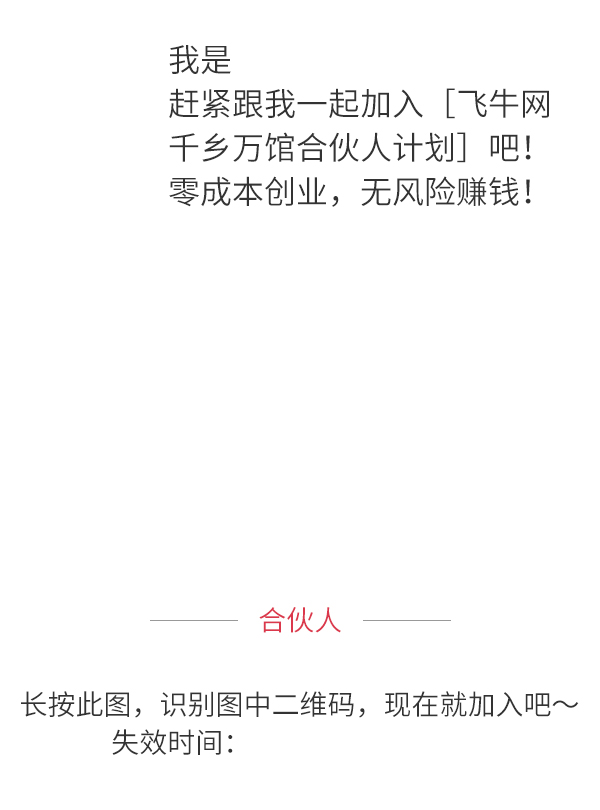 我是
赶紧跟我一起加入［飞牛网
千乡万馆合伙人计划］吧！
零成本创业，无风险赚钱！
合伙人
长按此图，识别图中二维码，现在就加入吧～
失效时间：